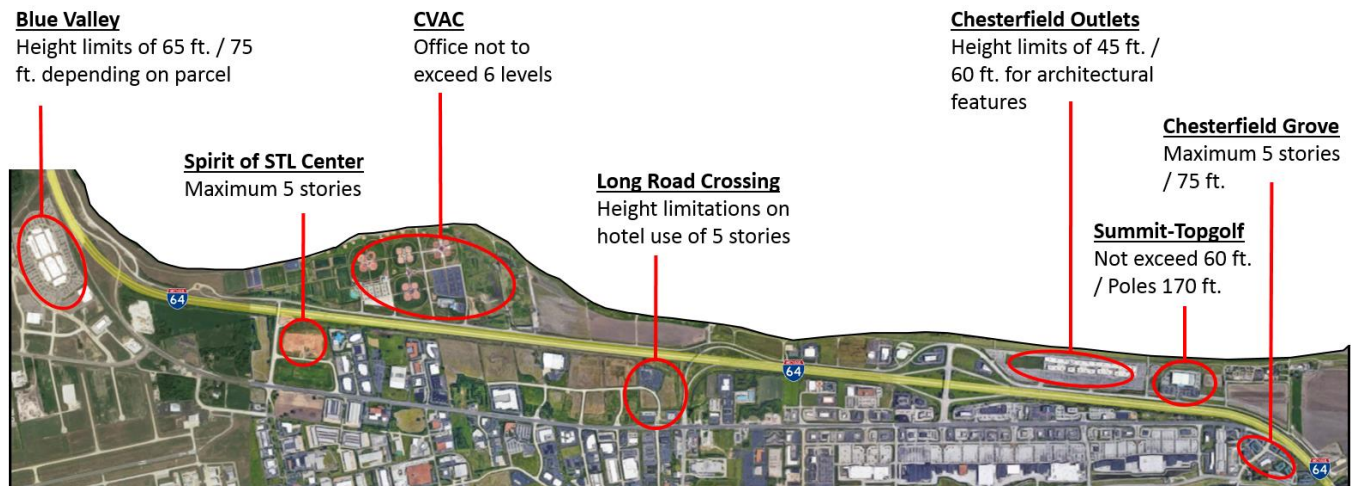 Blue Valley
Height limits of 65 ft. / 75
ft. depending on parcel
CVAC
Office not to
exceed 6 levels
Chesterfield Outlets
Height limits of 45 ft. /
60 ft. for architectural
features
Chesterfield Grove
Maximum 5 stories
/ 75 ft.
Spirit of STL Center
Maximum 5 stories
Long Road Crossing
Height limitations on
hotel use of 5 stories
Summit-Topgolf
Not exceed 60 ft.
/ Poles 170 ft.
64
64
64